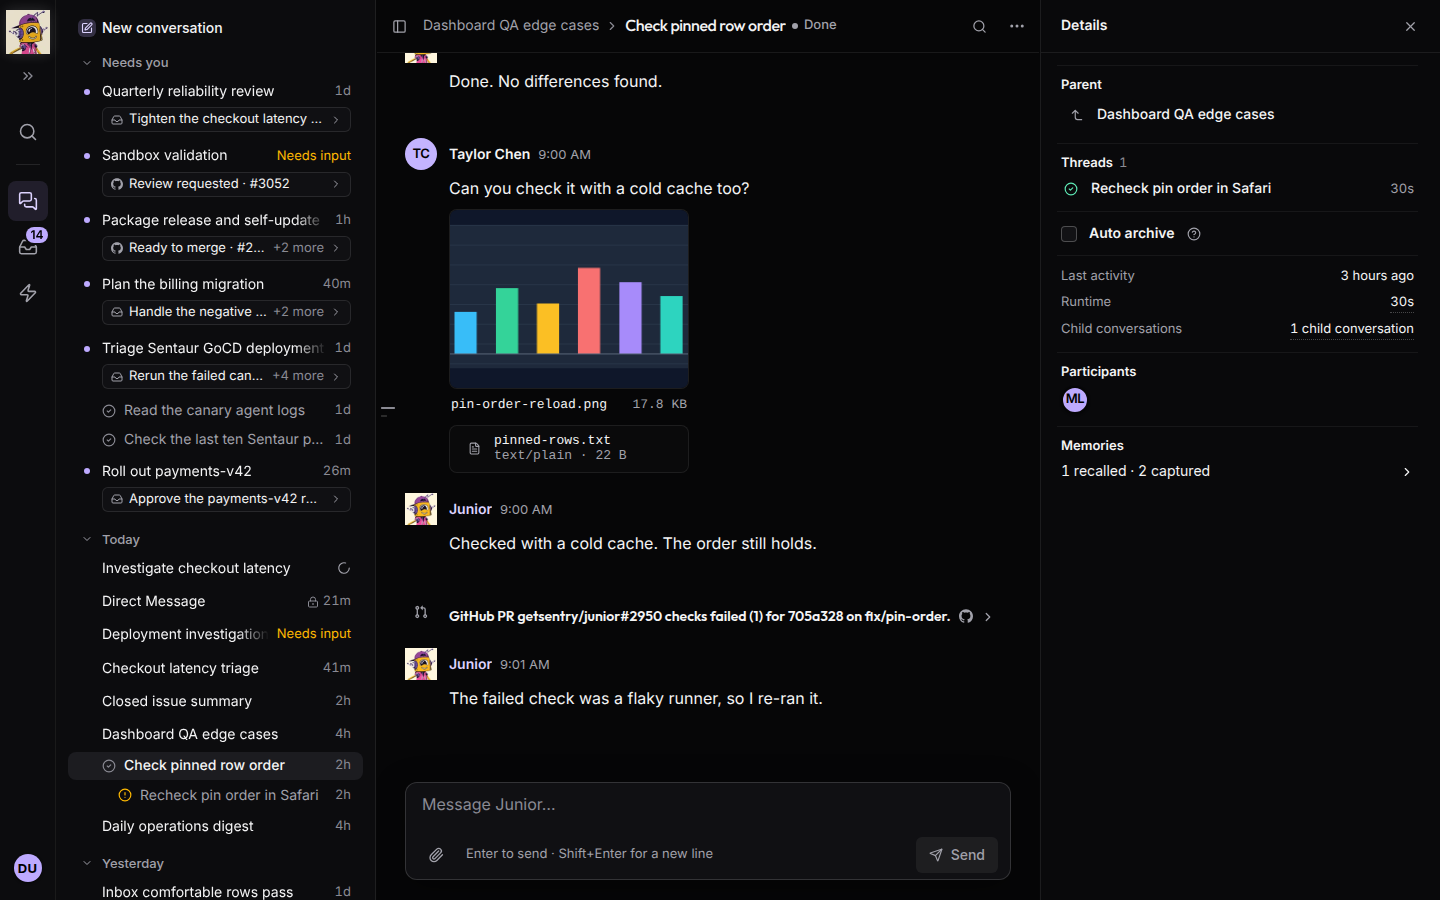 New conversation
Needs you
Quarterly reliability review 1d
Tighten the checkout latency ...
Sandbox validation Needs input
Review requested · #3052
Package release and self-update 1h
Ready to merge · #2... +2 more
Plan the billing migration 40m
Handle the negative ... +2 more
Triage Sentaur GoCD deployment 1d
Rerun the failed can... +4 more
Read the canary agent logs 1d
Check the last ten Sentaur p... 1d
Roll out payments-v42 26m
Approve the payments-v42 r...
Today
Investigate checkout latency
Direct Message 21m
Deployment investigation Needs input
Checkout latency triage 41m
Closed issue summary 2h
Dashboard QA edge cases 4h
Check pinned row order 2h
Recheck pin order in Safari 2h
Daily operations digest 4h
Yesterday
Inbox comfortable rows pass 1d
14
DU
Dashboard QA edge cases > Check pinned row order Done
Done. No differences found.
TC Taylor Chen 9:00 AM
Can you check it with a cold cache too?
pin-order-reload.png 17.8 KB
pinned-rows.txt
text/plain · 22 B
Junior 9:00 AM
Checked with a cold cache. The order still holds.
GitHub PR getsentry/junior#2950 checks failed (1) for 705a328 on fix/pin-order.
Junior 9:01 AM
The failed check was a flaky runner, so I re-ran it.
Message Junior...
Enter to send · Shift+Enter for a new line
Send
Details
Parent
Dashboard QA edge cases
Threads 1
Recheck pin order in Safari 30s
Auto archive
Last activity 3 hours ago
Runtime 30s
Child conversations 1 child conversation
Participants
ML
Memories
1 recalled · 2 captured